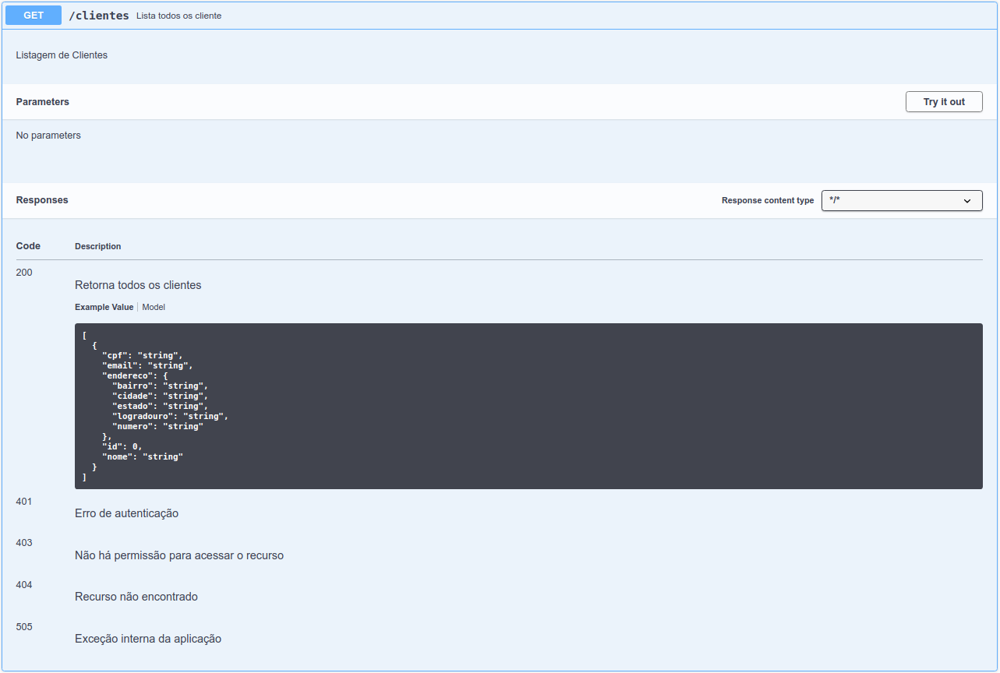 GET /clientes Lista todos os cliente
Listagem de Clientes
Parameters Try it out
No parameters
Responses Response content type */*
Code Description
200
Retorna todos os clientes
Example Value Model
[
  {
    "cpf": "string",
    "email": "string",
    "endereco": {
      "bairro": "string",
      "cidade": "string",
      "estado": "string",
      "logradouro": "string",
      "numero": "string"
    },
    "id": 0,
    "nome": "string"
  }
]
401
Erro de autenticação
403
Não há permissão para acessar o recurso
404
Recurso não encontrado
505
Exceção interna da aplicação